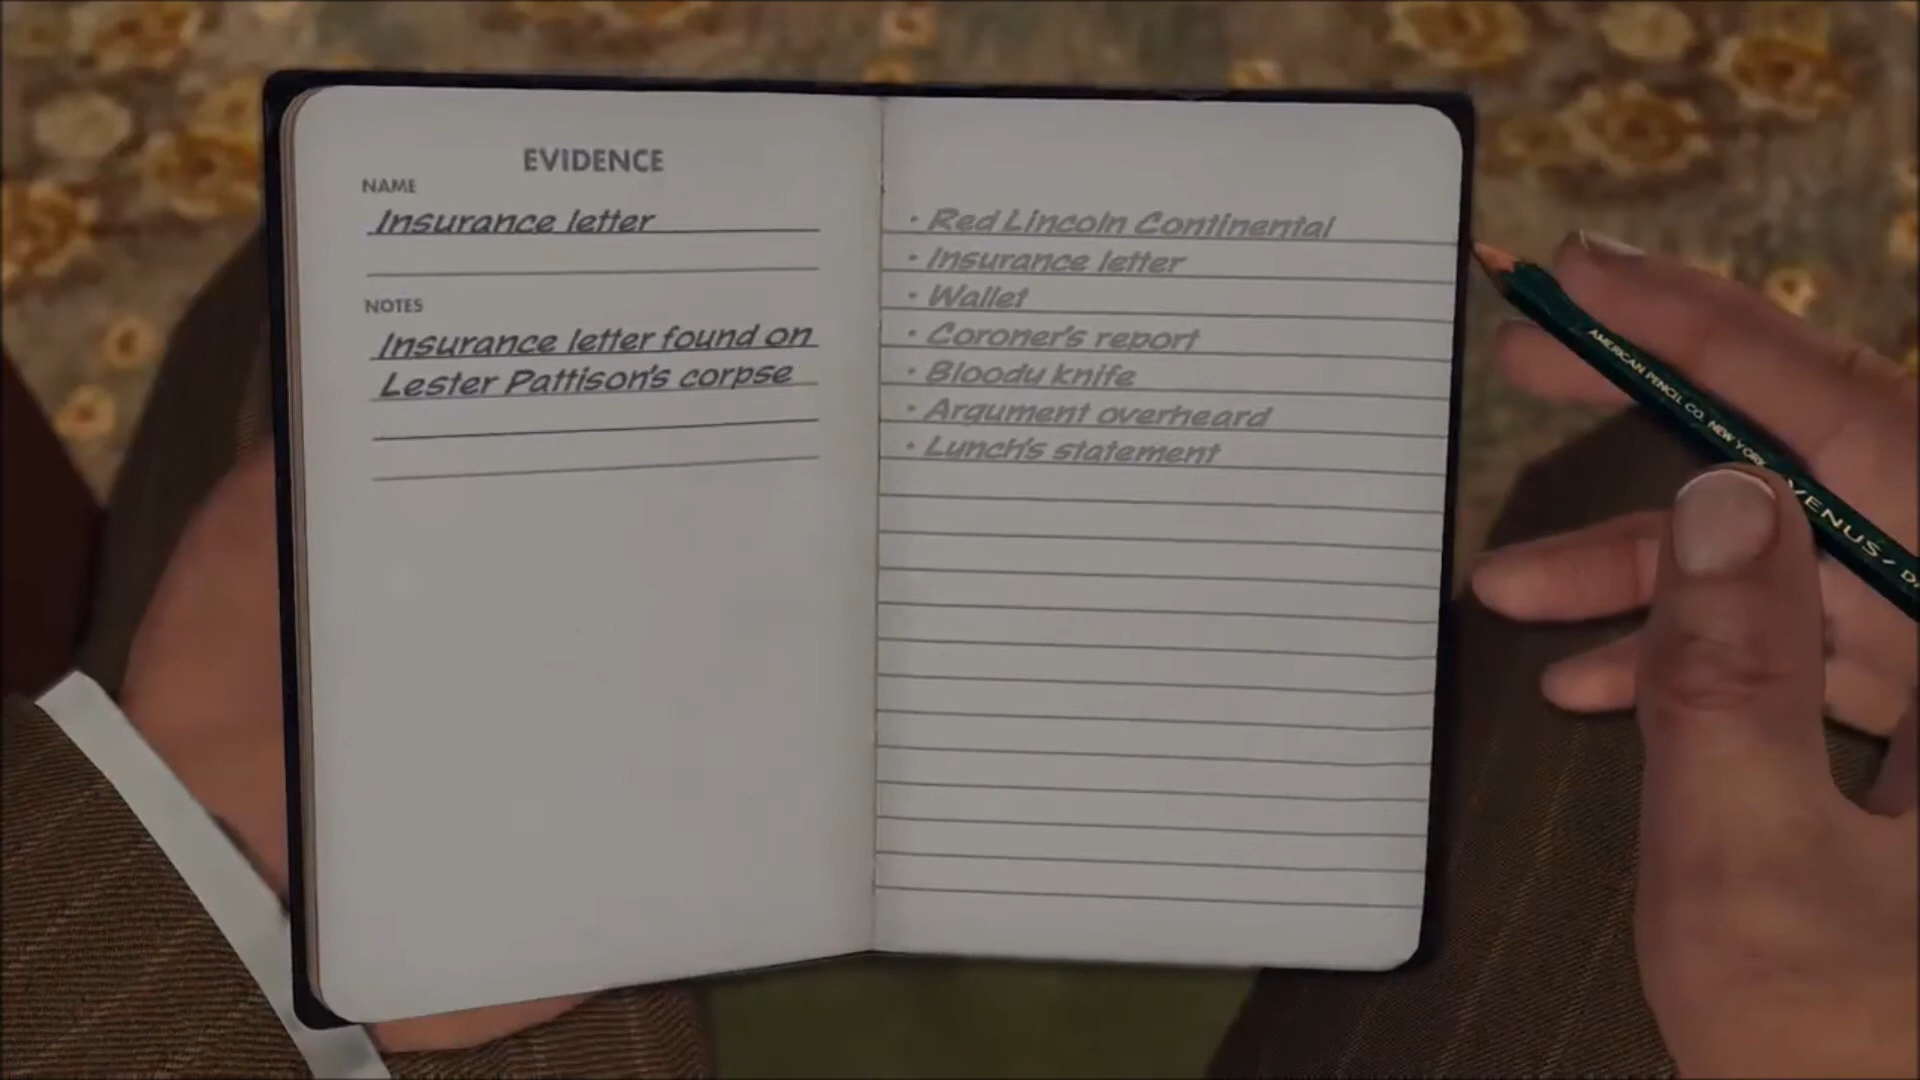 EVIDENCE
NAME
Insurance letter
NOTES
Insurance letter found on
Lester Pattison's corpse
• Red Lincoln Continental
• Insurance letter
• Wallet
• Coroner's report
• Bloody knife
• Argument overheard
• Lunch's statement
AMERICAN PENCIL CO. NEW YORK VENUS